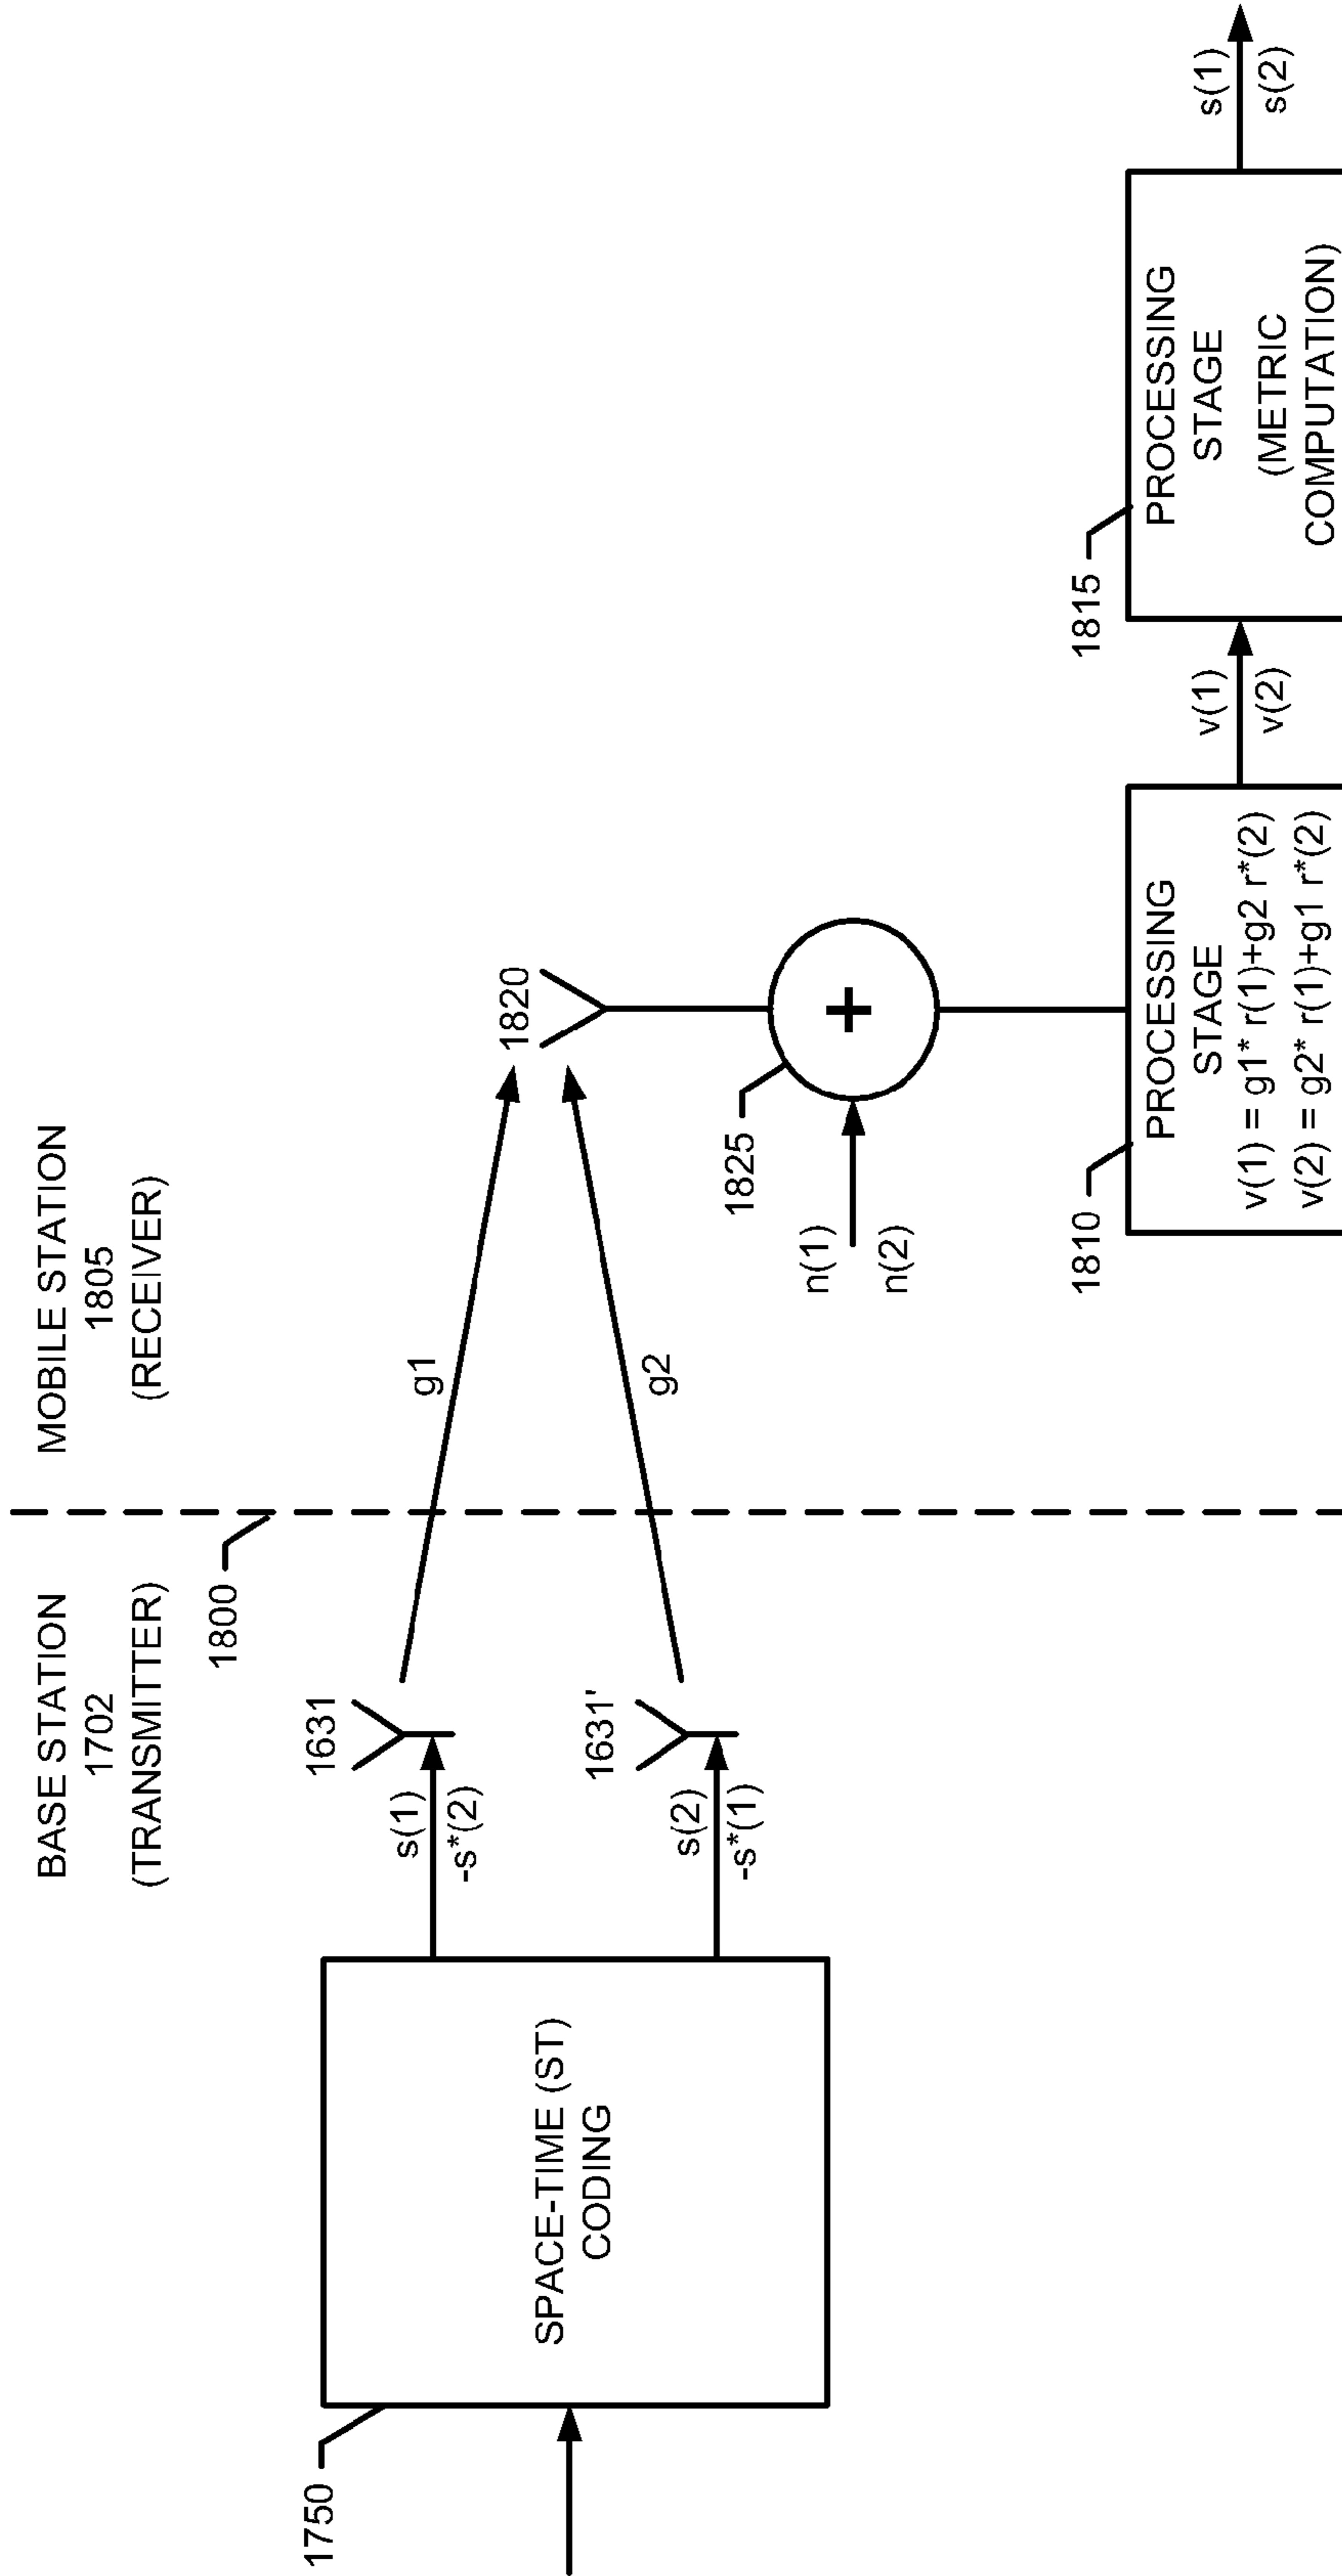 BASE STATION
1702
(TRANSMITTER)
MOBILE STATION
1805
(RECEIVER)
1800
1750
SPACE-TIME (ST)
CODING
s(1)
-s*(2)
1631
s(2)
-s*(1)
1631'
g1
g2
1820
1825
+
n(1)
n(2)
1810
PROCESSING
STAGE
v(1) = g1* r(1)+g2 r*(2)
v(2) = g2* r(1)+g1 r*(2)
v(1)
v(2)
1815
PROCESSING
STAGE
(METRIC
COMPUTATION)
s(1)
s(2)